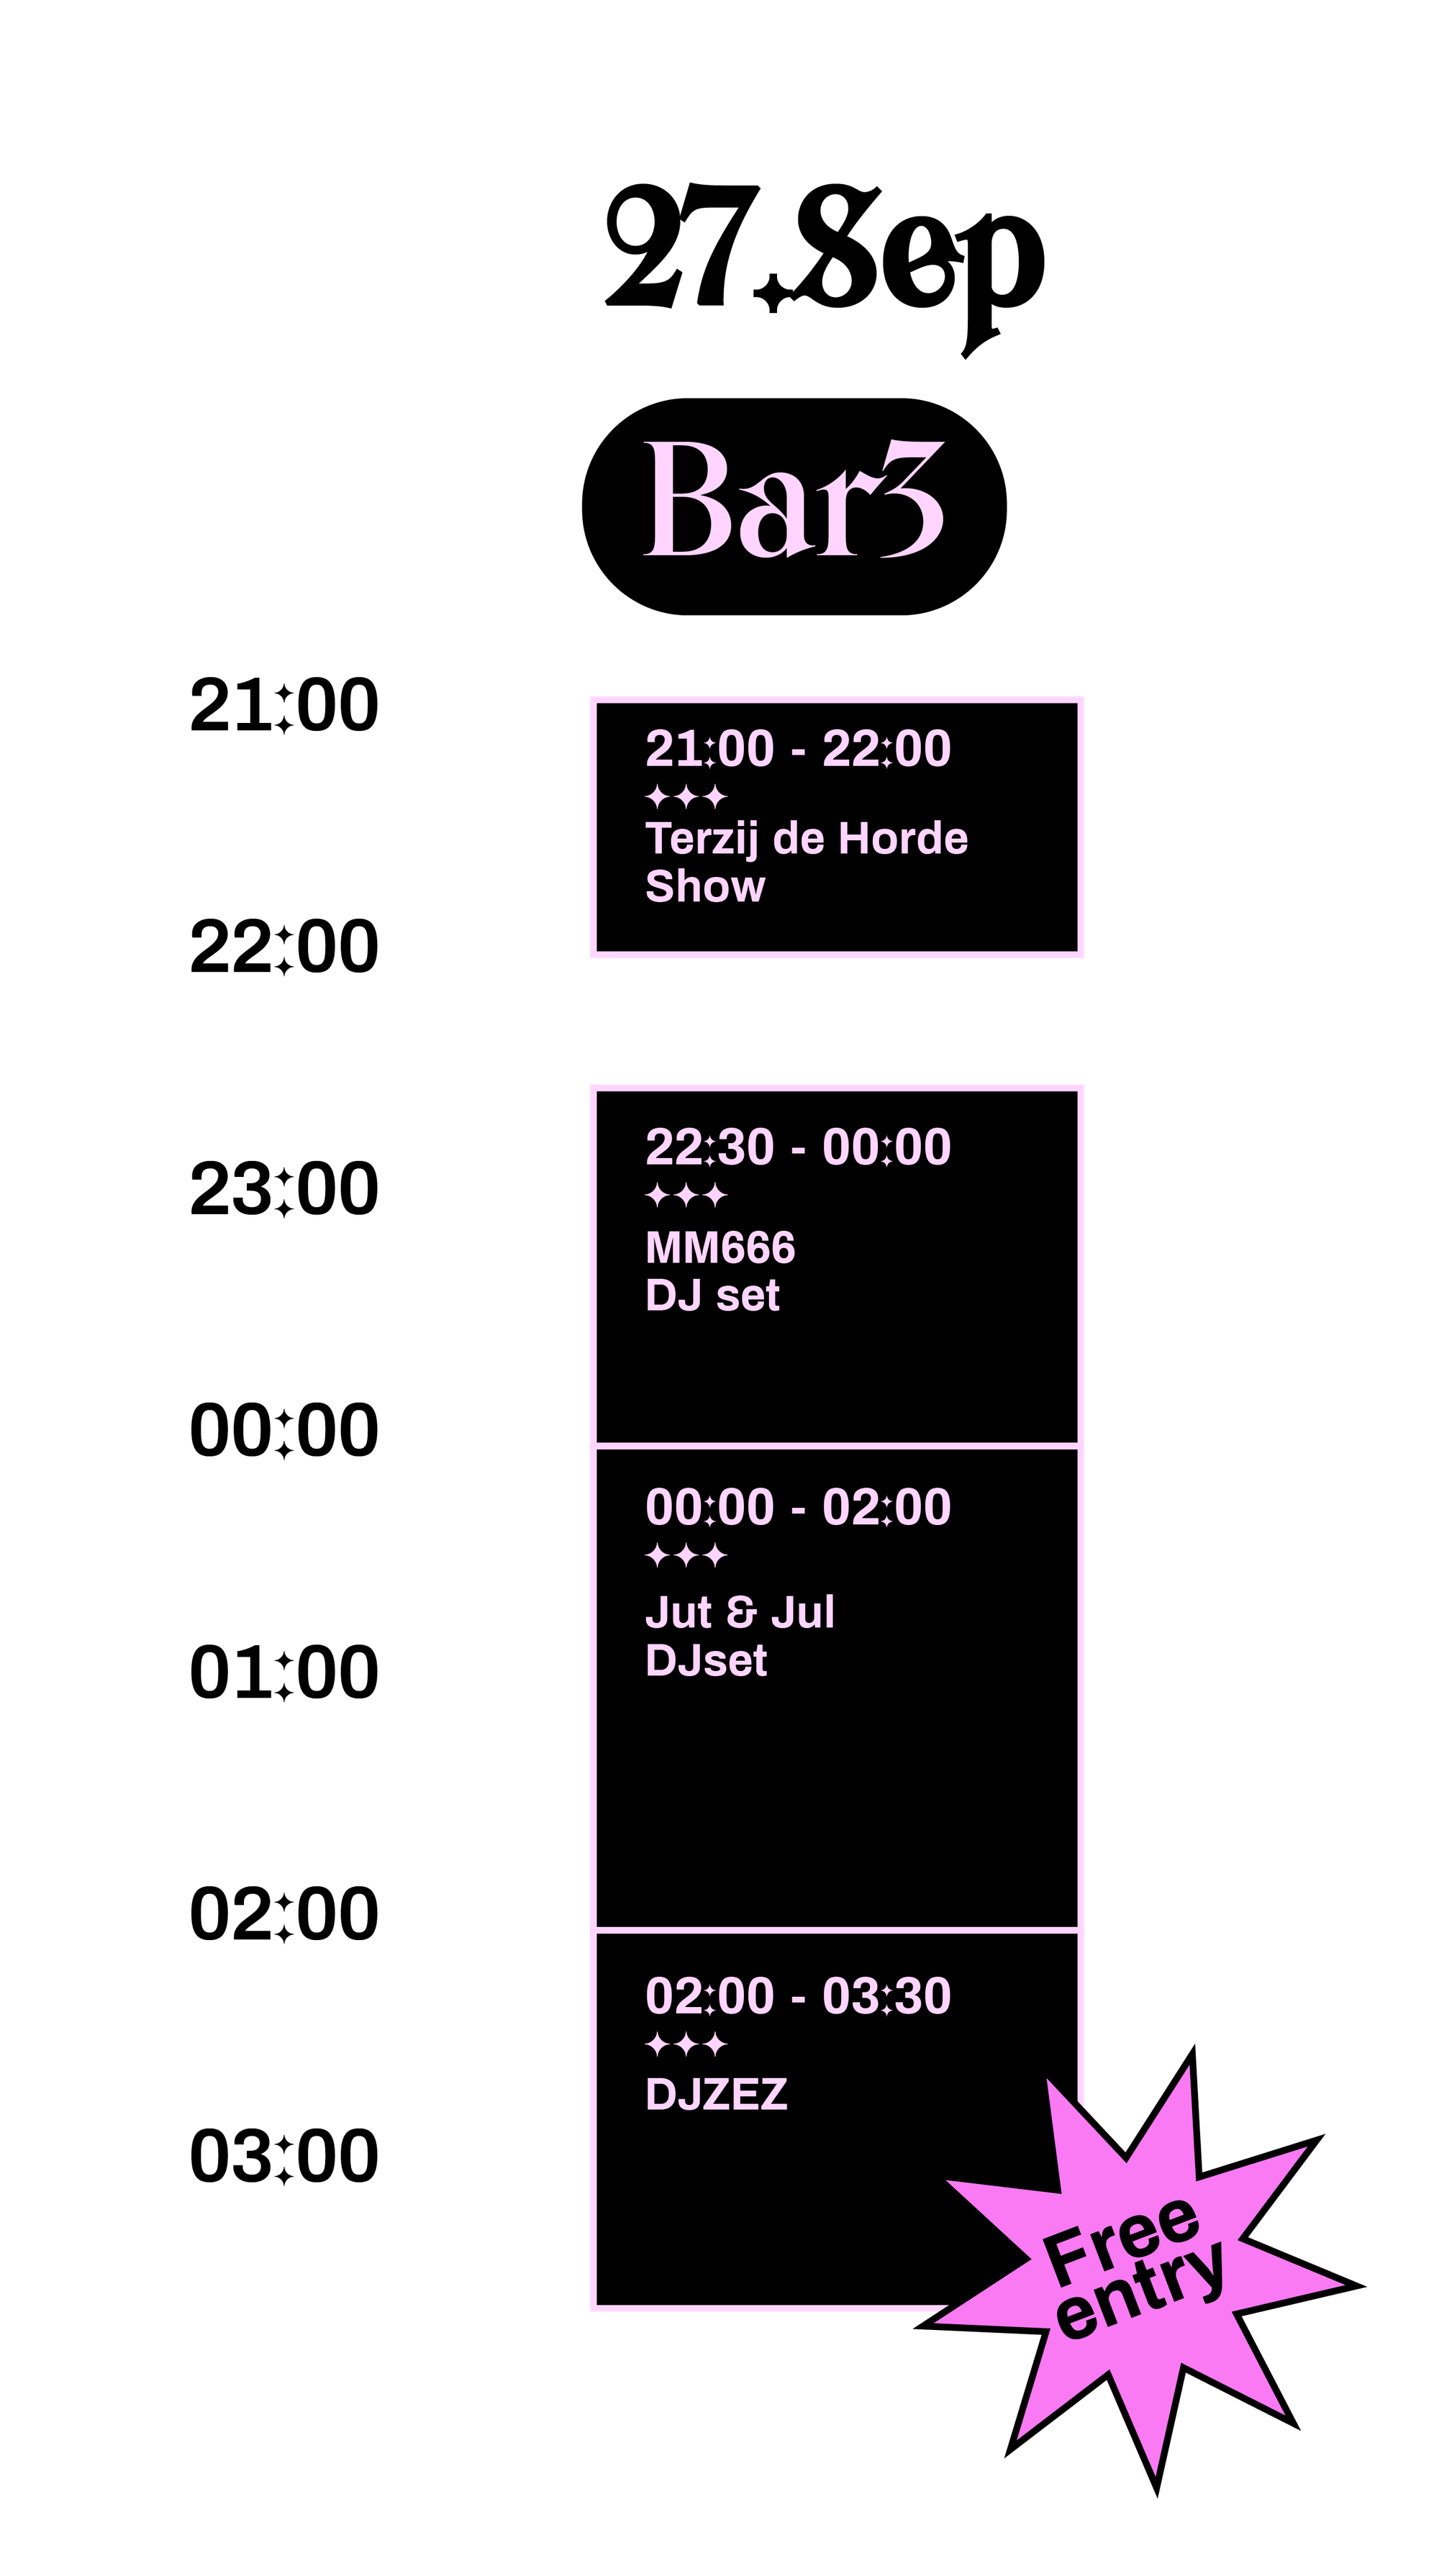 27.Sep
Bar3
21:00
21:00 - 22:00
Terzij de Horde
Show
22:00
22:30 - 00:00
23:00
MM666
DJ set
00:00
00:00 - 02:00
Jut & Jul
DJset
01:00
02:00
02:00 - 03:30
DJZEZ
03:00
Free
entry